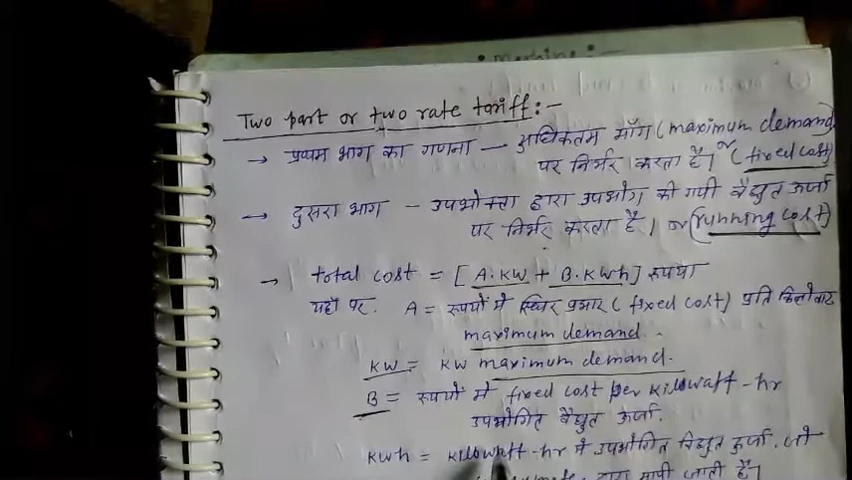 Two part or two rate tariff:-
→ प्रथम भाग का गणना — अधिकतम माँग (maximum demand)
पर निर्भर करता है। or (fixed cost)
→ दुसरा भाग - उपभोक्ता द्वारा उपभोग की गयी वैद्युत ऊर्जा
पर निर्भर करता है। or (running cost)
→ total cost = [A.KW + B.KWh] रुपया
यहाँ पर. A = रुपयों में स्थिर प्रभार (fixed cost) प्रति किलोवाट
maximum demand.
KW = KW maximum demand.
B = रुपयों में fixed cost per kilowatt-hr
उपभोगित वैद्युत ऊर्जा.
KWh = kilowatt-hr में उपभोगित विद्युत ऊर्जा. जो
द्वारा मापी जाती है।